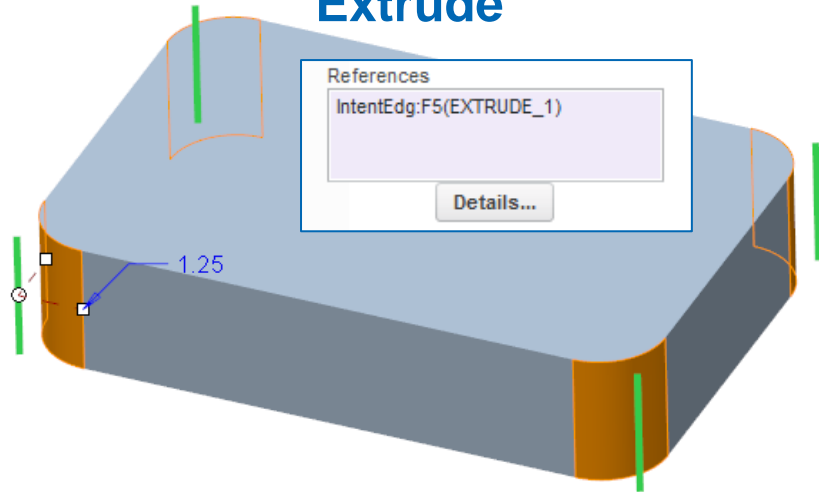 Extrude
References
IntentEdg:F5(EXTRUDE_1)
Details...
1.25